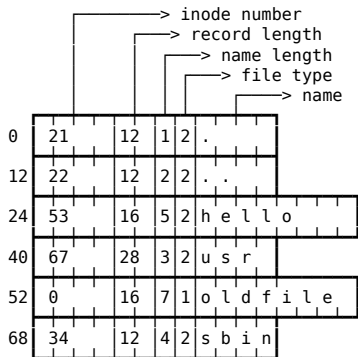 inode number
record length
name length
file type
name
0 21 12 1 2 .
12 22 12 2 2 . .
24 53 16 5 2 h e l l o
40 67 28 3 2 u s r
52 0 16 7 1 o l d f i l e
68 34 12 4 2 s b i n